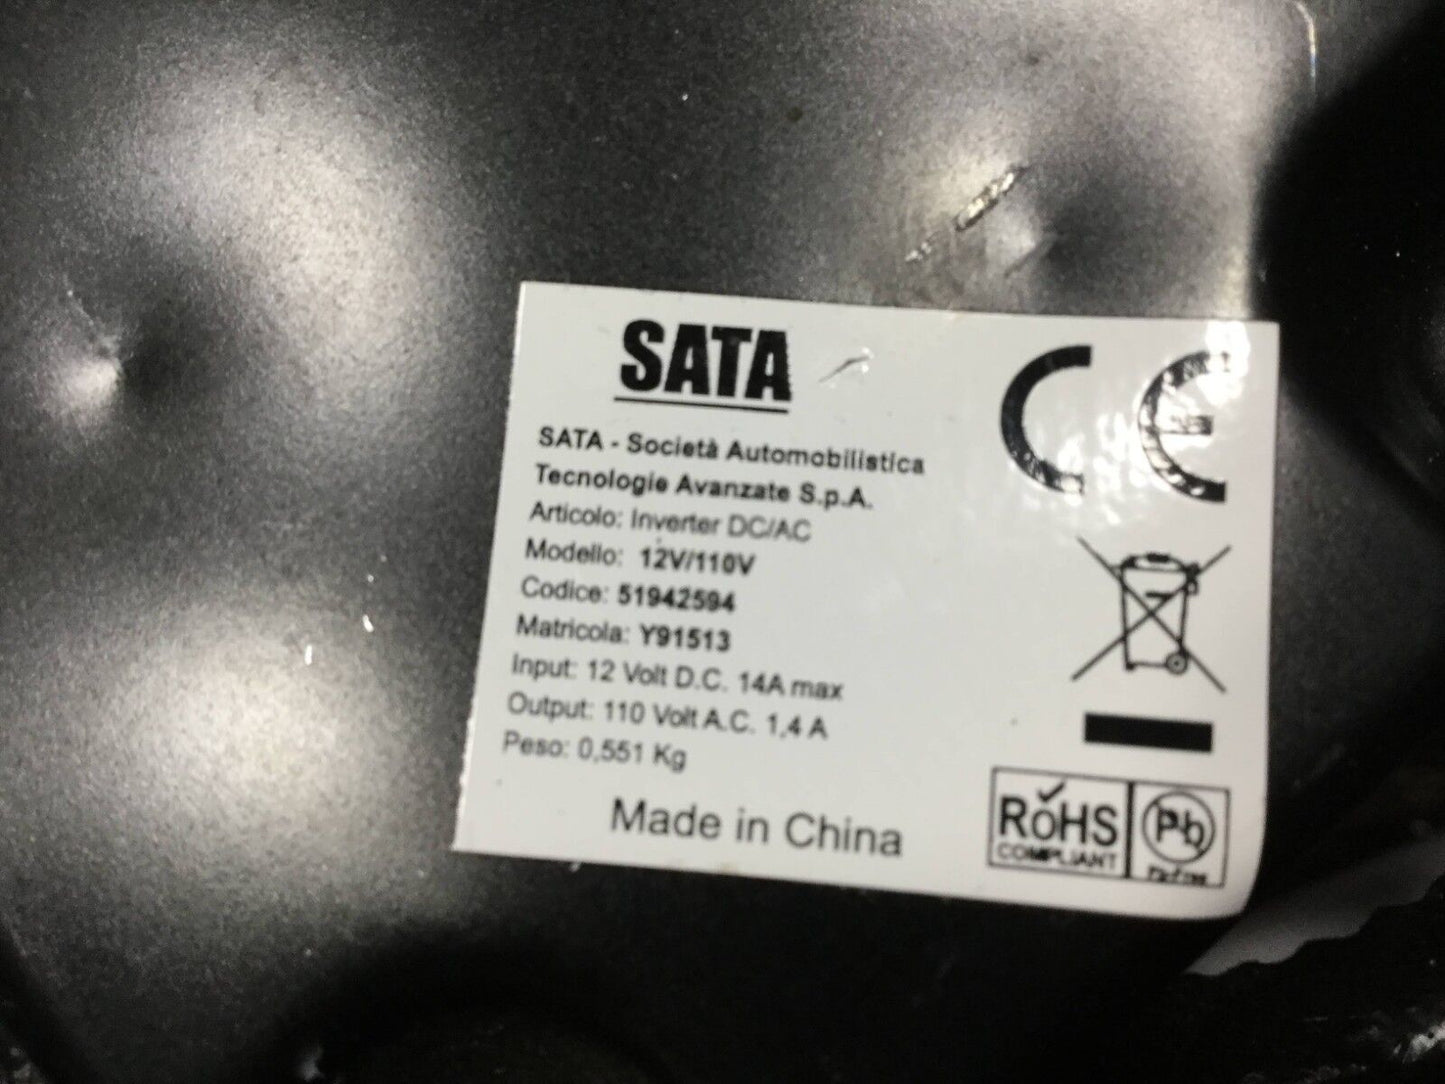 SATA
CE
SATA - Società Automobilistica
Tecnologie Avanzate S.p.A.
Articolo: Inverter DC/AC
Modello: 12V/110V
Codice: 51942594
Matricola: Y91513
Input: 12 Volt D.C. 14A max
Output: 110 Volt A.C. 1,4 A
Peso: 0,551 Kg
Made in China
RoHS
COMPLIANT
Pb